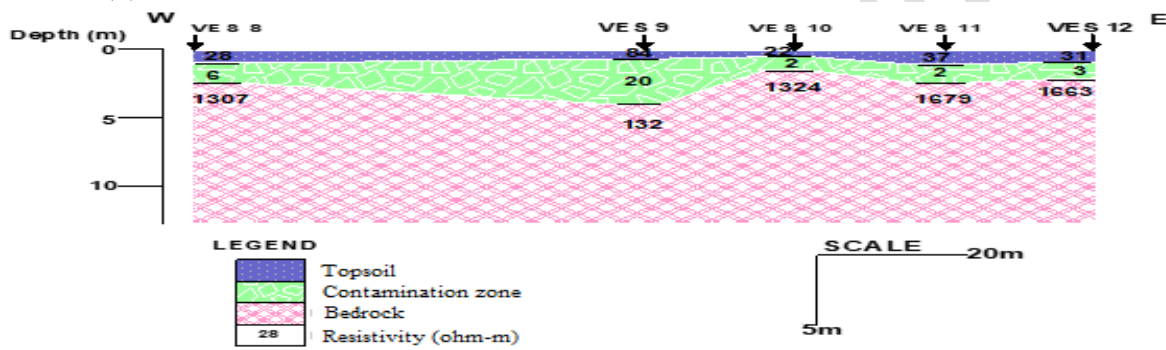 W E
Depth (m) VES 8 VES 9 VES 10 VES 11 VES 12
0 28 84 22 37 31
6 20 2 2 3
1307 132 1324 1679 1663
5
10
LEGEND
Topsoil
Contamination zone
Bedrock
28 Resistivity (ohm-m)
SCALE 20m
5m